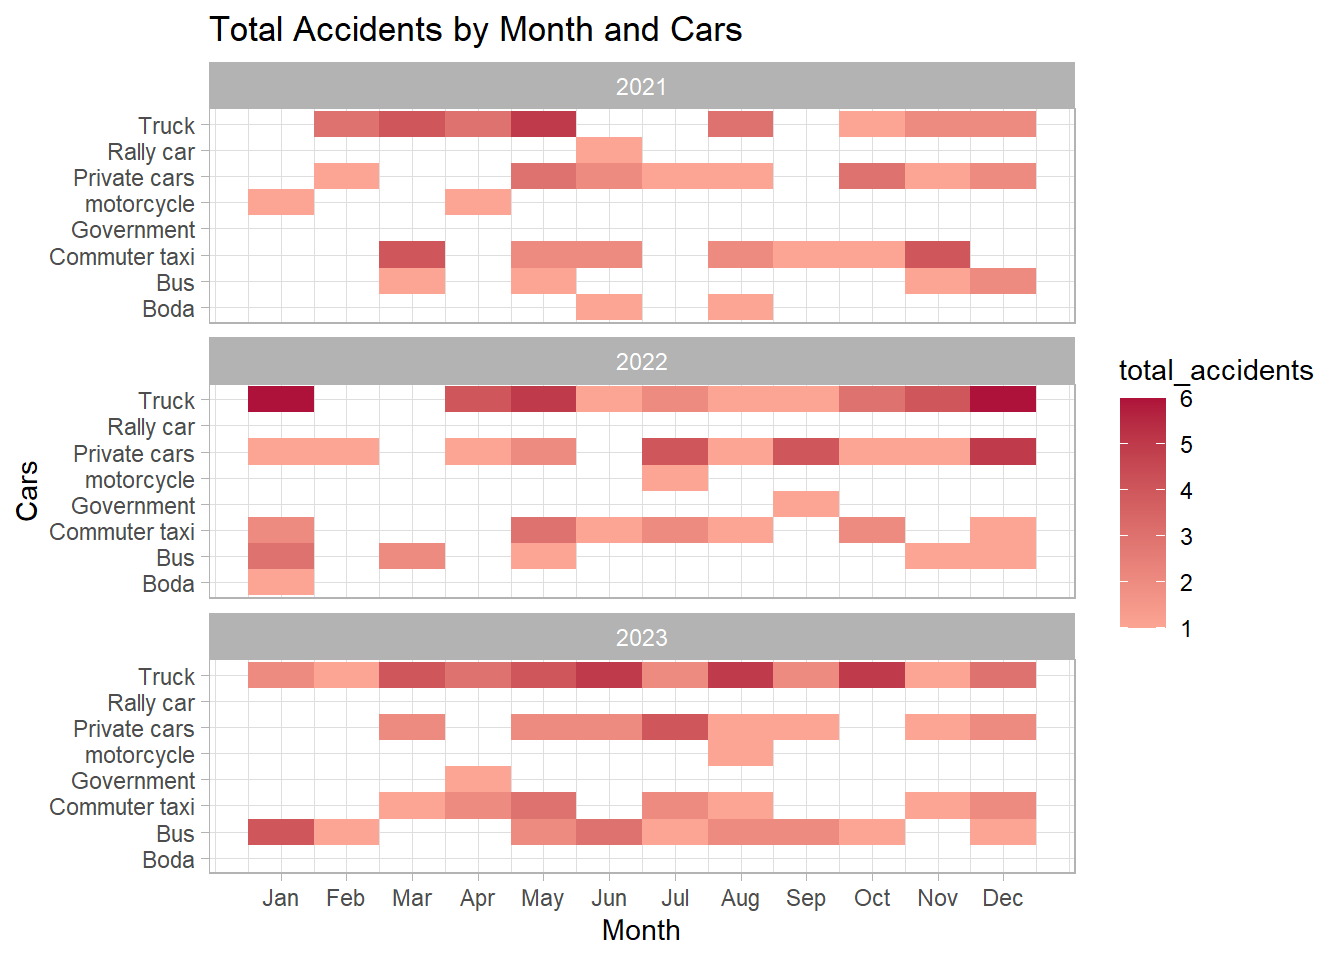 Total Accidents by Month and Cars
2021
Truck
Rally car
Private cars
motorcycle
Government
Commuter taxi
Bus
Boda
2022
Truck
Rally car
Private cars
motorcycle
Government
Commuter taxi
Bus
Boda
2023
Truck
Rally car
Private cars
motorcycle
Government
Commuter taxi
Bus
Boda
Jan Feb Mar Apr May Jun Jul Aug Sep Oct Nov Dec
Month
Cars
total_accidents
6
5
4
3
2
1